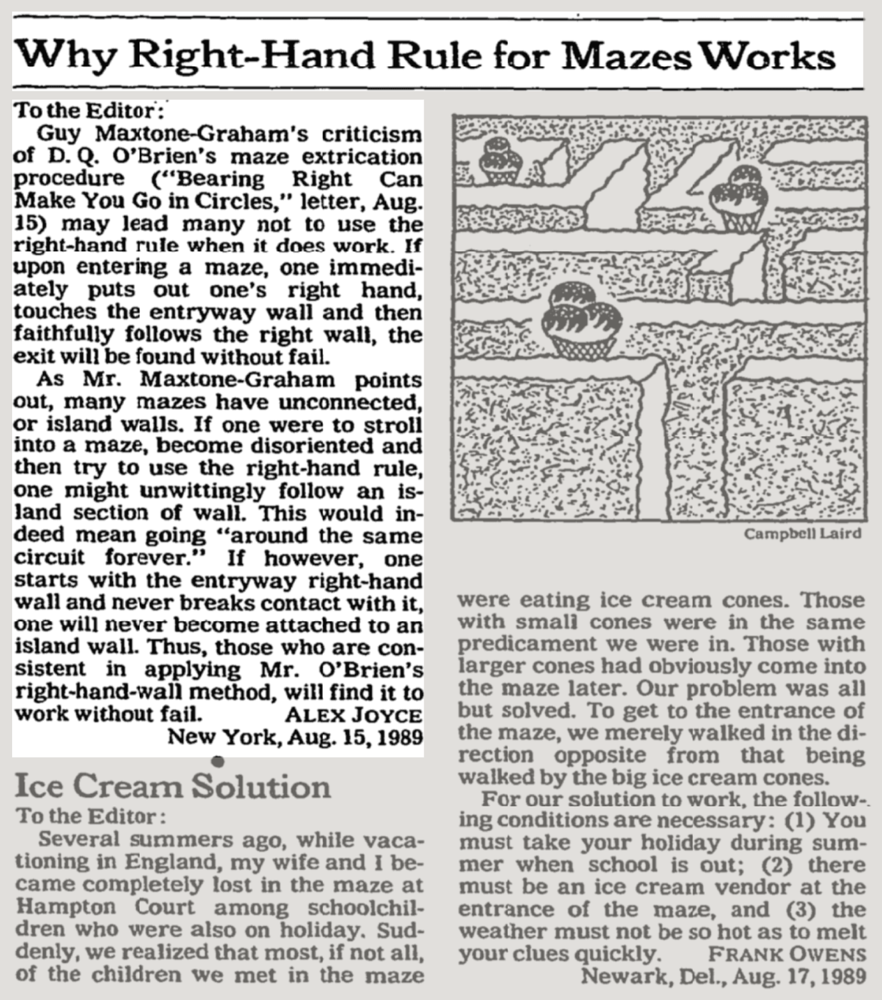 Why Right-Hand Rule for Mazes Works
To the Editor:
Guy Maxtone-Graham's criticism
of D. Q. O'Brien's maze extrication
procedure ("Bearing Right Can
Make You Go in Circles," letter, Aug.
15) may lead many not to use the
right-hand rule when it does work. If
upon entering a maze, one immedi-
ately puts out one's right hand,
touches the entryway wall and then
faithfully follows the right wall, the
exit will be found without fail.
As Mr. Maxtone-Graham points
out, many mazes have unconnected,
or island walls. If one were to stroll
into a maze, become disoriented and
then try to use the right-hand rule,
one might unwittingly follow an is-
land section of wall. This would in-
deed mean going "around the same
circuit forever." If however, one
starts with the entryway right-hand
wall and never breaks contact with it,
one will never become attached to an
island wall. Thus, those who are con-
sistent in applying Mr. O'Brien's
right-hand-wall method, will find it to
work without fail. ALEX JOYCE
New York, Aug. 15, 1989
Ice Cream Solution
To the Editor:
Several summers ago, while vaca-
tioning in England, my wife and I be-
came completely lost in the maze at
Hampton Court among schoolchil-
dren who were also on holiday. Sud-
denly, we realized that most, if not all,
of the children we met in the maze
Campbell Laird
were eating ice cream cones. Those
with small cones were in the same
predicament we were in. Those with
larger cones had obviously come into
the maze later. Our problem was all
but solved. To get to the entrance of
the maze, we merely walked in the di-
rection opposite from that being
walked by the big ice cream cones.
For our solution to work, the follow-
ing conditions are necessary: (1) You
must take your holiday during sum-
mer when school is out; (2) there
must be an ice cream vendor at the
entrance of the maze, and (3) the
weather must not be so hot as to melt
your clues quickly. FRANK OWENS
Newark, Del., Aug. 17, 1989